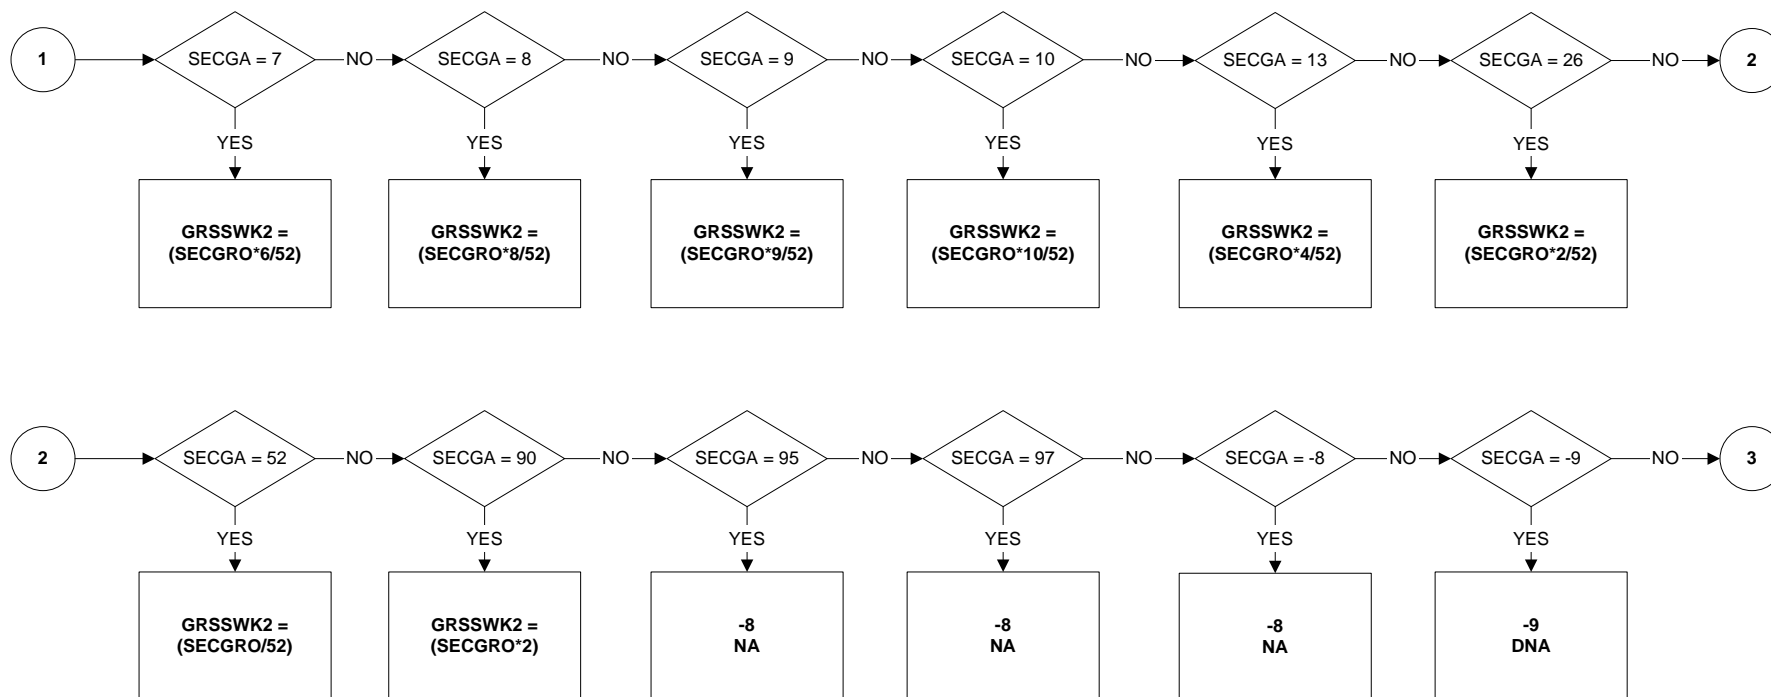 1
SECGA = 7
NO
SECGA = 8
NO
SECGA = 9
NO
SECGA = 10
NO
SECGA = 13
NO
SECGA = 26
NO
2
YES
YES
YES
YES
YES
YES
GRSSWK2 =
(SECGRO*6/52)
GRSSWK2 =
(SECGRO*8/52)
GRSSWK2 =
(SECGRO*9/52)
GRSSWK2 =
(SECGRO*10/52)
GRSSWK2 =
(SECGRO*4/52)
GRSSWK2 =
(SECGRO*2/52)
2
SECGA = 52
NO
SECGA = 90
NO
SECGA = 95
NO
SECGA = 97
NO
SECGA = -8
NO
SECGA = -9
NO
3
YES
YES
YES
YES
YES
YES
GRSSWK2 =
(SECGRO/52)
GRSSWK2 =
(SECGRO*2)
-8
NA
-8
NA
-8
NA
-9
DNA